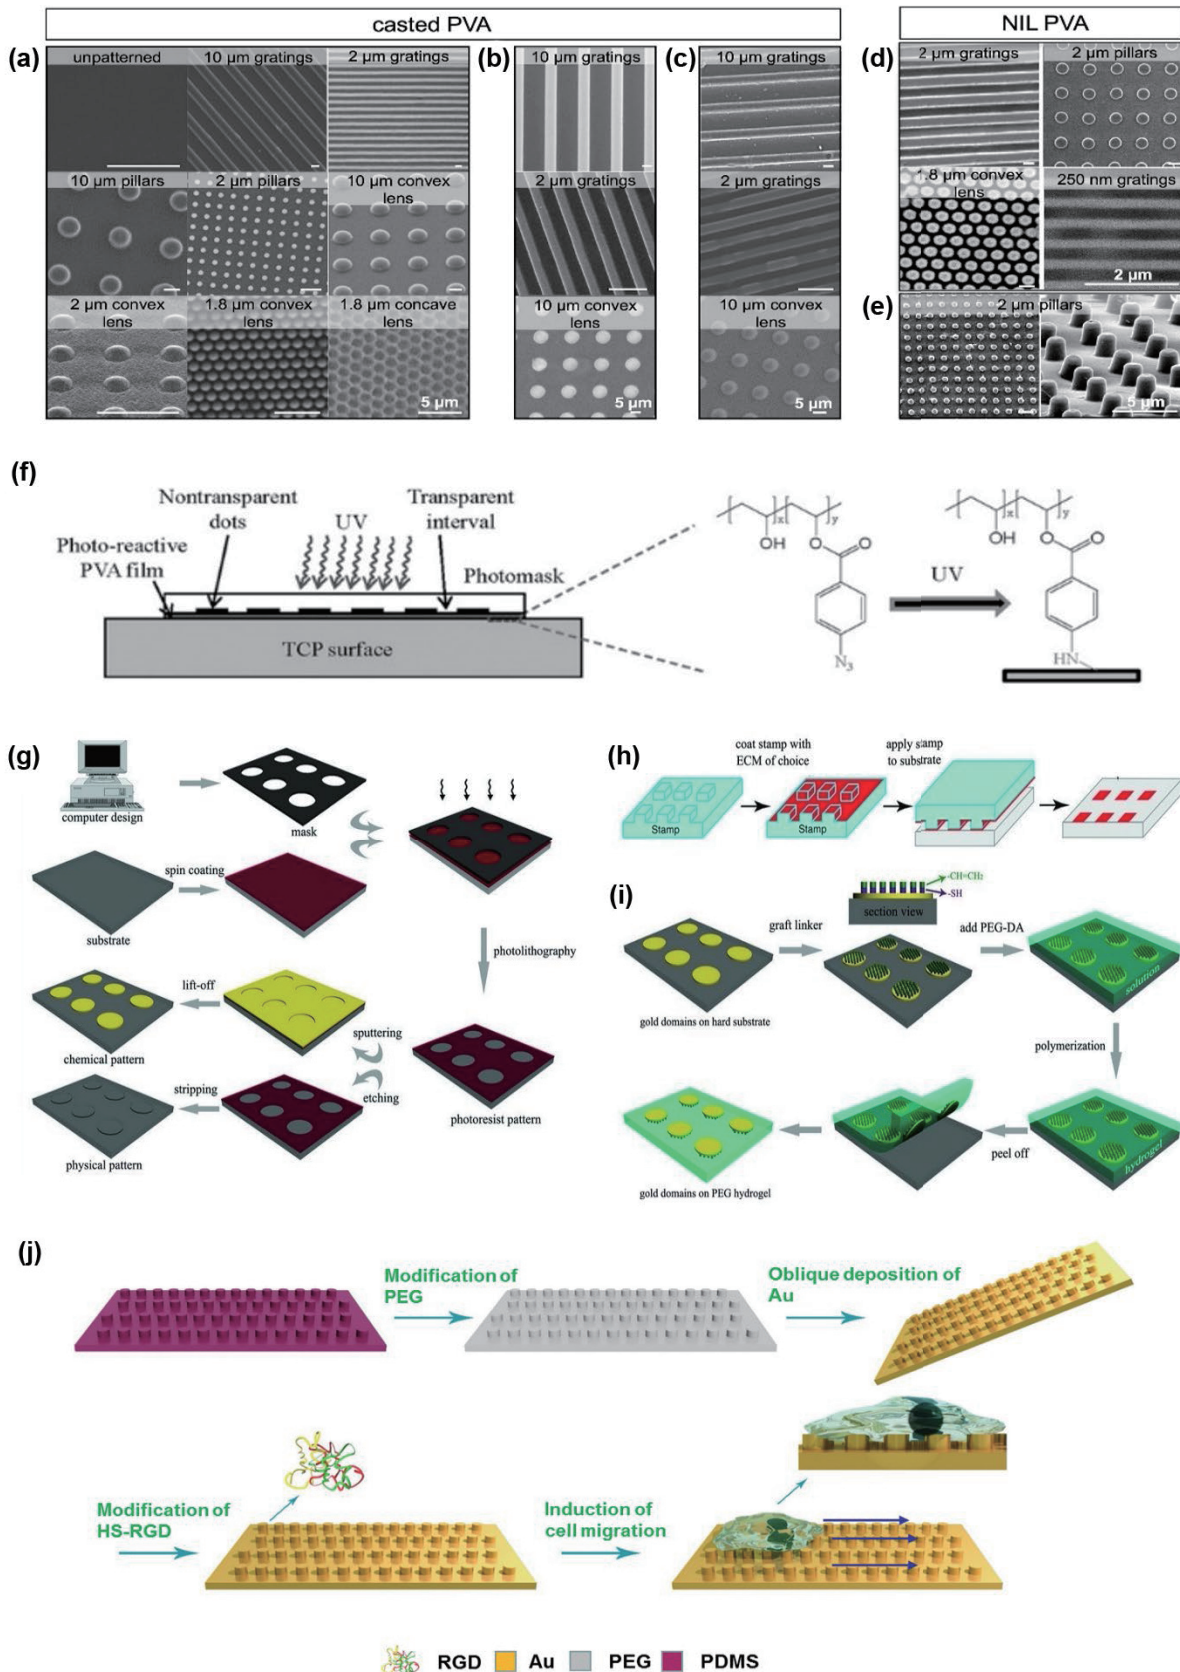 casted PVA
NIL PVA
(a)
unpatterned
10 µm gratings
2 µm gratings
10 µm pillars
2 µm pillars
10 µm convex
lens
2 µm convex
lens
1.8 µm convex
lens
1.8 µm concave
lens
5 µm
(b)
10 µm gratings
2 µm gratings
10 µm convex
lens
5 µm
(c)
10 µm gratings
2 µm gratings
10 µm convex
lens
5 µm
(d)
2 µm gratings
2 µm pillars
1.8 µm convex
lens
250 nm gratings
2 µm
(e)
2 µm pillars
5 µm
(f)
Nontransparent
dots
UV
Transparent
interval
Photo-reactive
PVA film
Photomask
TCP surface
x
y
OH
O
O
N3
UV
x
y
OH
O
O
HN
(g)
computer design
mask
spin coating
substrate
photolithography
lift-off
chemical pattern
sputtering
etching
stripping
physical pattern
photoresist pattern
(h)
coat stamp with
ECM of choice
apply stamp
to substrate
Stamp
Stamp
(i)
-CH=CH2
-SH
section view
graft linker
add PEG-DA
solution
gold domains on hard substrate
polymerization
hydrogel
peel off
gold domains on PEG hydrogel
(j)
Modification of
PEG
Oblique deposition of
Au
Modification of
HS-RGD
Induction of
cell migration
RGD
Au
PEG
PDMS